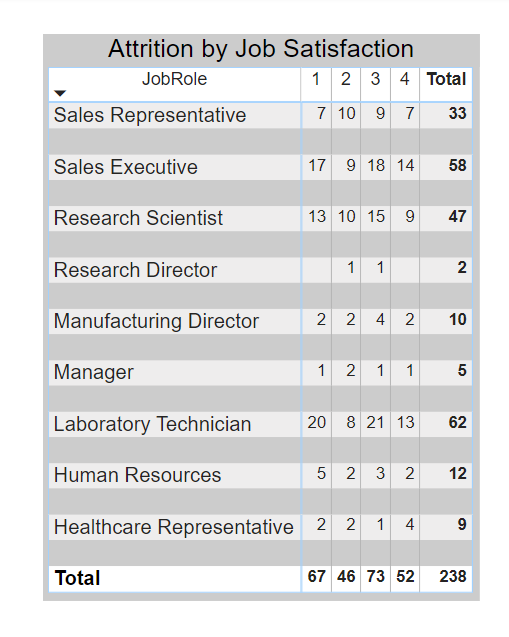 Attrition by Job Satisfaction
JobRole 1 2 3 4 Total
Sales Representative 7 10 9 7 33
Sales Executive 17 9 18 14 58
Research Scientist 13 10 15 9 47
Research Director 1 1 2
Manufacturing Director 2 2 4 2 10
Manager 1 2 1 1 5
Laboratory Technician 20 8 21 13 62
Human Resources 5 2 3 2 12
Healthcare Representative 2 2 1 4 9
Total 67 46 73 52 238